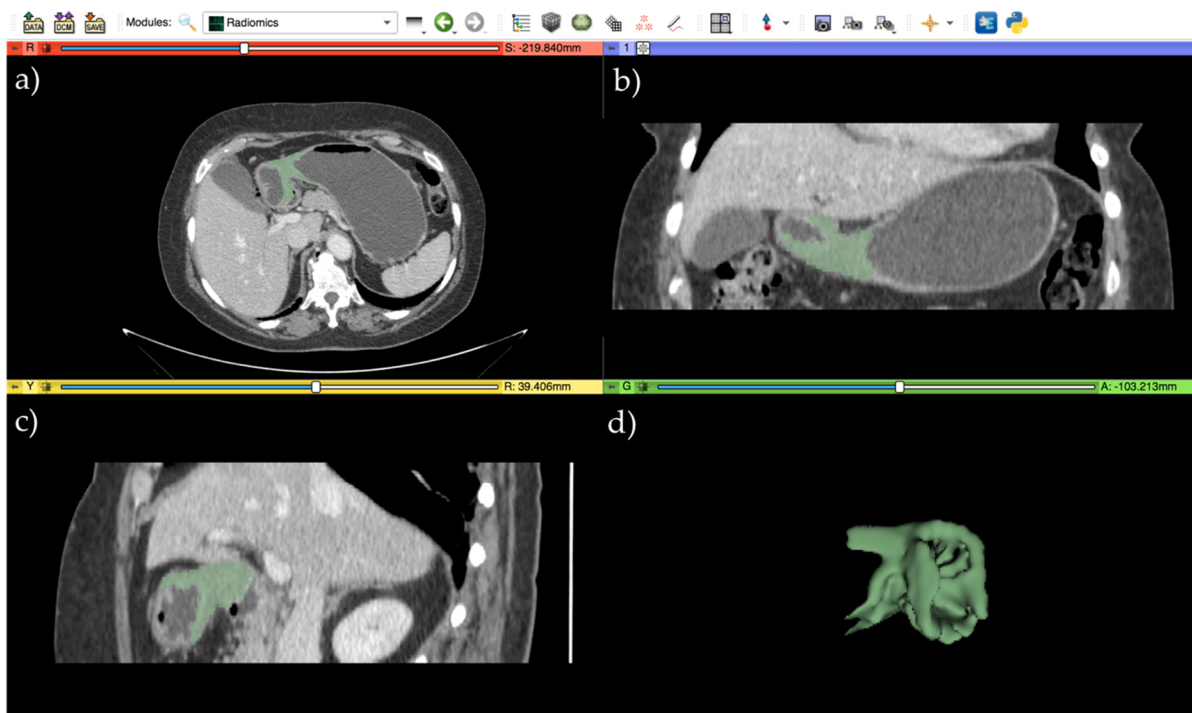 DATA
DCM
SAVE
Modules:
Radiomics
R
S: -219.840mm
1
a)
b)
Y
R: 39.406mm
G
A: -103.213mm
c)
d)